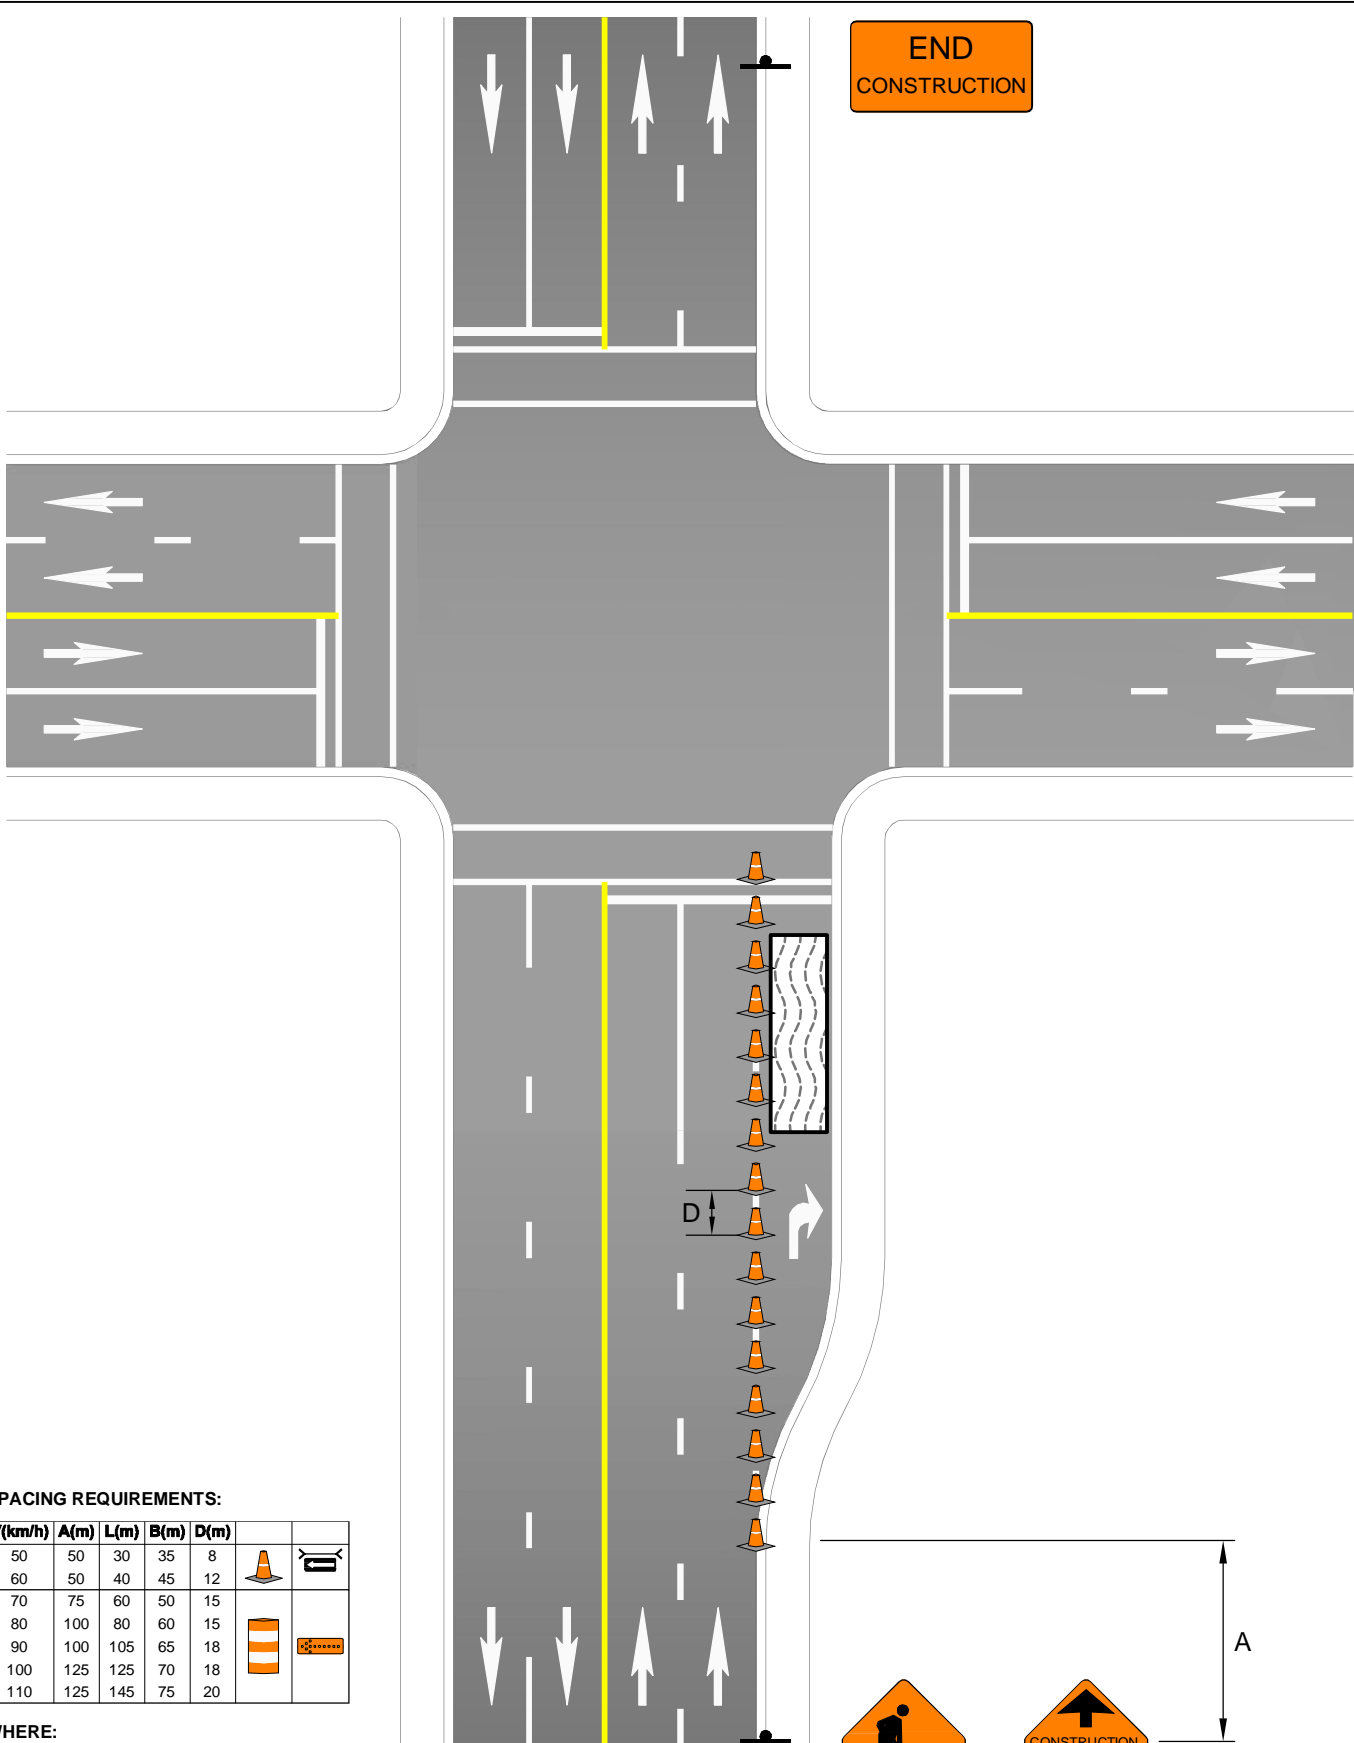 END
CONSTRUCTION
D
PACING REQUIREMENTS:
(km/h) A(m) L(m) B(m) D(m)
50 50 30 35 8
60 50 40 45 12
70 75 60 50 15
80 100 80 60 15
90 100 105 65 18
100 125 125 70 18
110 125 145 75 20
A
CONSTRUCTION
HERE: